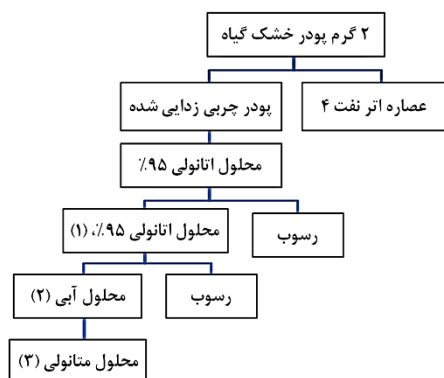 ۲ گرم پودر خشک گیاه
عصاره اتر نفت ۴
پودر چربی زدایی شده
محلول اتانولی ۹۵٪
رسوب
محلول اتانولی ۹۵٪، (۱)
رسوب
محلول آبی (۲)
محلول متانولی (۳)